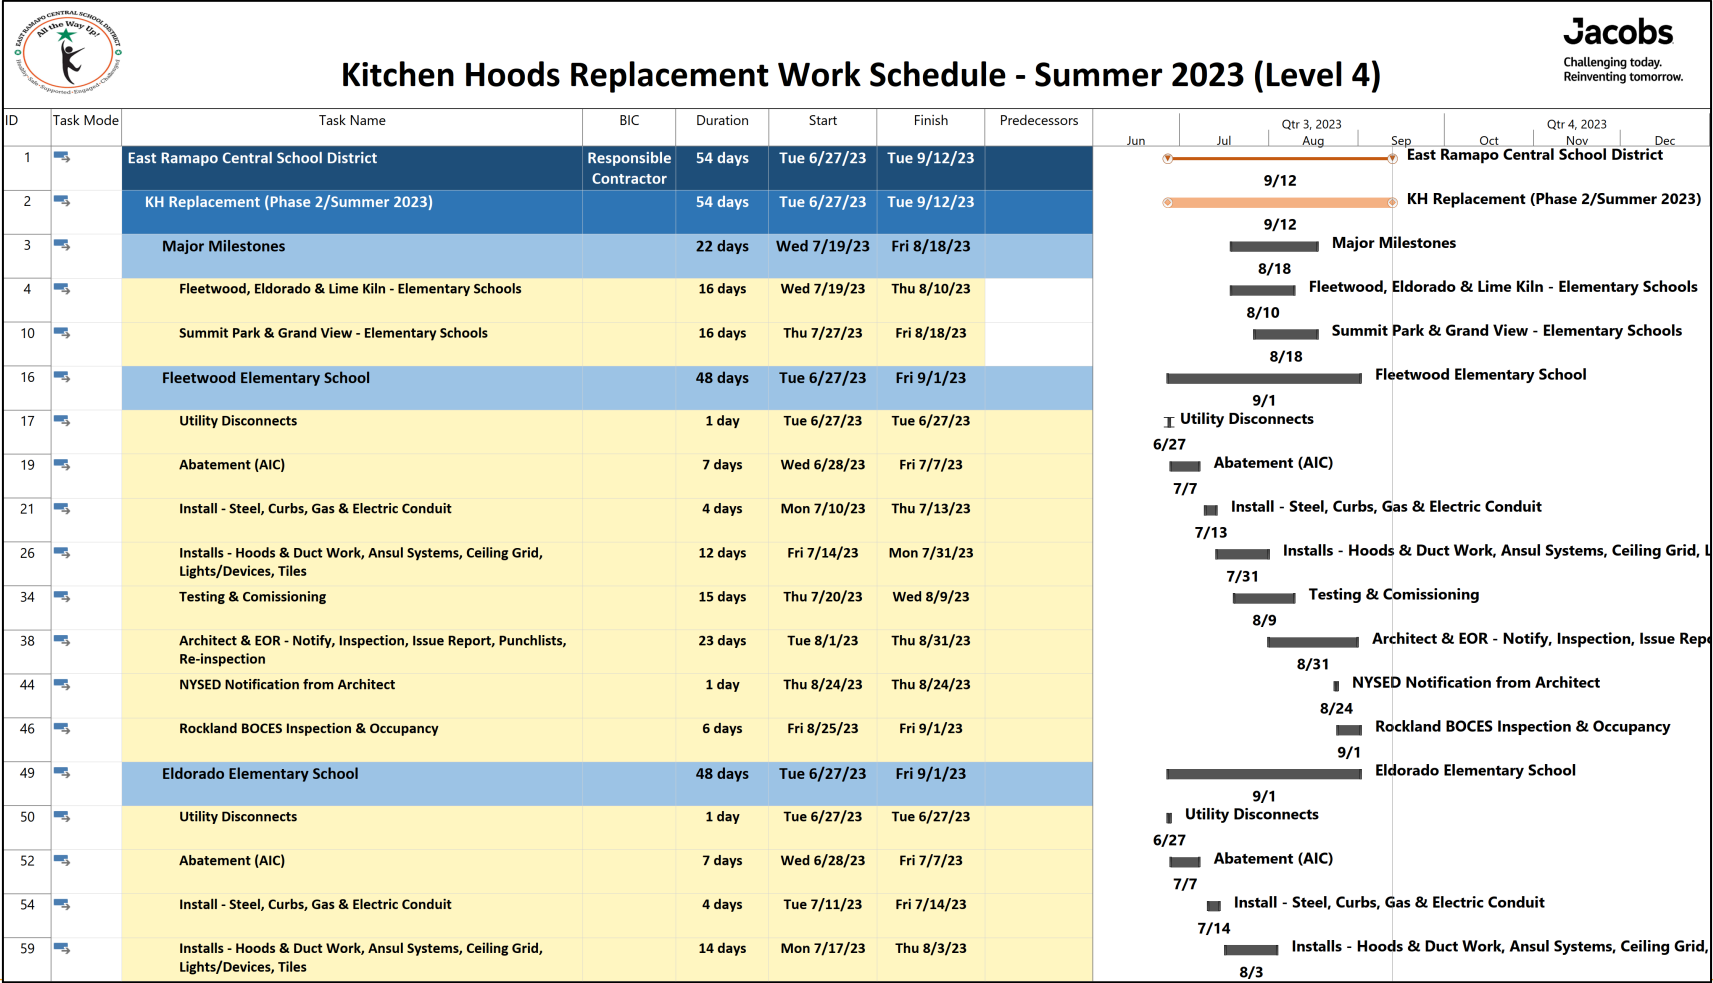 EAST RAMAPO CENTRAL SCHOOL DISTRICT
All the Way Up!
Healthy-Safe-Supported-Engaged-Challenged
Jacobs
Challenging today.
Reinventing tomorrow.
Kitchen Hoods Replacement Work Schedule - Summer 2023 (Level 4)
ID Task Mode Task Name BIC Duration Start Finish Predecessors
Qtr 3, 2023 Qtr 4, 2023
Jun Jul Aug Sep Oct Nov Dec
1 East Ramapo Central School District Responsible Contractor 54 days Tue 6/27/23 Tue 9/12/23 East Ramapo Central School District
9/12
2 KH Replacement (Phase 2/Summer 2023) 54 days Tue 6/27/23 Tue 9/12/23 KH Replacement (Phase 2/Summer 2023)
9/12
3 Major Milestones 22 days Wed 7/19/23 Fri 8/18/23 Major Milestones
8/18
4 Fleetwood, Eldorado & Lime Kiln - Elementary Schools 16 days Wed 7/19/23 Thu 8/10/23 Fleetwood, Eldorado & Lime Kiln - Elementary Schools
8/10
10 Summit Park & Grand View - Elementary Schools 16 days Thu 7/27/23 Fri 8/18/23 Summit Park & Grand View - Elementary Schools
8/18
16 Fleetwood Elementary School 48 days Tue 6/27/23 Fri 9/1/23 Fleetwood Elementary School
9/1
17 Utility Disconnects 1 day Tue 6/27/23 Tue 6/27/23 Utility Disconnects
6/27
19 Abatement (AIC) 7 days Wed 6/28/23 Fri 7/7/23 Abatement (AIC)
7/7
21 Install - Steel, Curbs, Gas & Electric Conduit 4 days Mon 7/10/23 Thu 7/13/23 Install - Steel, Curbs, Gas & Electric Conduit
7/13
26 Installs - Hoods & Duct Work, Ansul Systems, Ceiling Grid, 12 days Fri 7/14/23 Mon 7/31/23 Installs - Hoods & Duct Work, Ansul Systems, Ceiling Grid, L
Lights/Devices, Tiles
7/31
34 Testing & Comissioning 15 days Thu 7/20/23 Wed 8/9/23 Testing & Comissioning
8/9
38 Architect & EOR - Notify, Inspection, Issue Report, Punchlists, 23 days Tue 8/1/23 Thu 8/31/23 Architect & EOR - Notify, Inspection, Issue Repo
Re-inspection
8/31
44 NYSED Notification from Architect 1 day Thu 8/24/23 Thu 8/24/23 NYSED Notification from Architect
8/24
46 Rockland BOCES Inspection & Occupancy 6 days Fri 8/25/23 Fri 9/1/23 Rockland BOCES Inspection & Occupancy
9/1
49 Eldorado Elementary School 48 days Tue 6/27/23 Fri 9/1/23 Eldorado Elementary School
9/1
50 Utility Disconnects 1 day Tue 6/27/23 Tue 6/27/23 Utility Disconnects
6/27
52 Abatement (AIC) 7 days Wed 6/28/23 Fri 7/7/23 Abatement (AIC)
7/7
54 Install - Steel, Curbs, Gas & Electric Conduit 4 days Tue 7/11/23 Fri 7/14/23 Install - Steel, Curbs, Gas & Electric Conduit
7/14
59 Installs - Hoods & Duct Work, Ansul Systems, Ceiling Grid, 14 days Mon 7/17/23 Thu 8/3/23 Installs - Hoods & Duct Work, Ansul Systems, Ceiling Grid,
Lights/Devices, Tiles
8/3